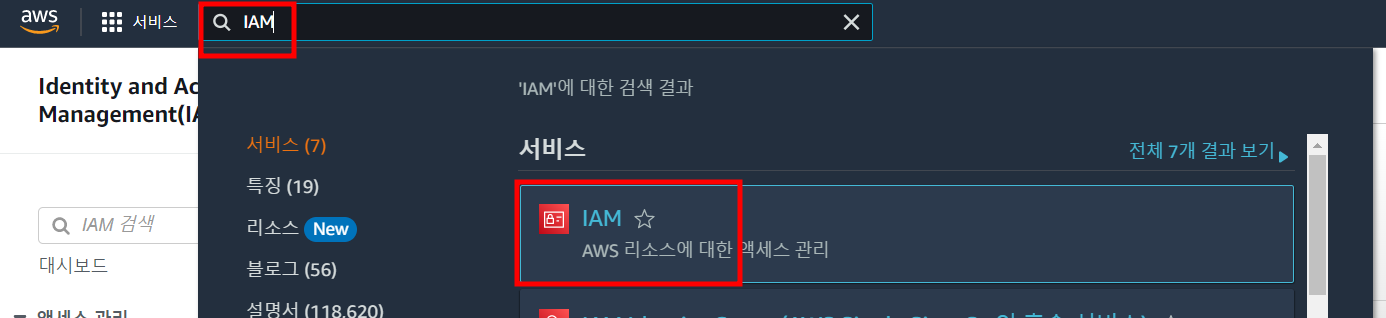 aws
서비스
IAM
Identity and Ac
Management(IA
'IAM'에 대한 검색 결과
서비스 (7)
특징 (19)
리소스 New
블로그 (56)
설명서 (118,620)
서비스
전체 7개 결과 보기
IAM
AWS 리소스에 대한 액세스 관리
IAM 검색
대시보드
액세스 관리